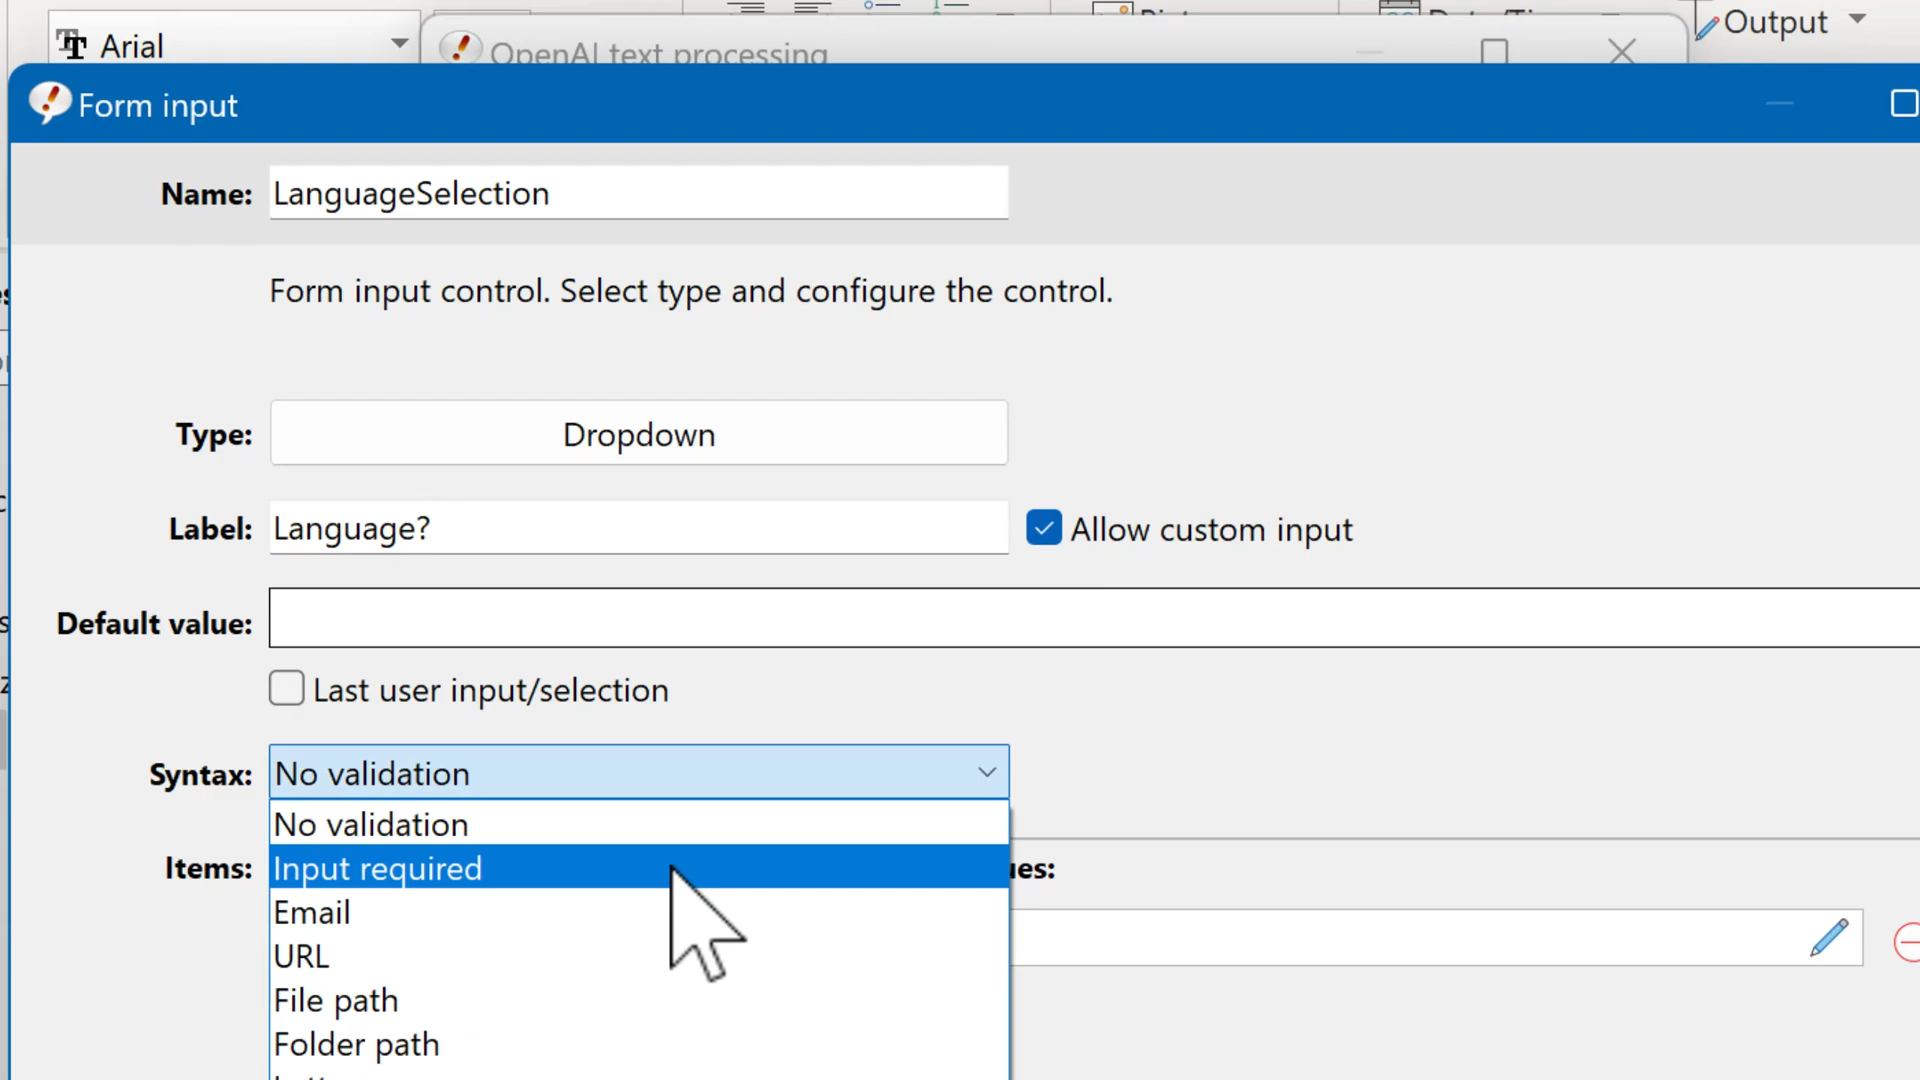 Arial
OpenAI text processing
Output
Form input
Name: LanguageSelection
Form input control. Select type and configure the control.
Type: Dropdown
Label: Language? Allow custom input
Default value:
Last user input/selection
Syntax: No validation
No validation
Items: Input required
Email
URL
File path
Folder path